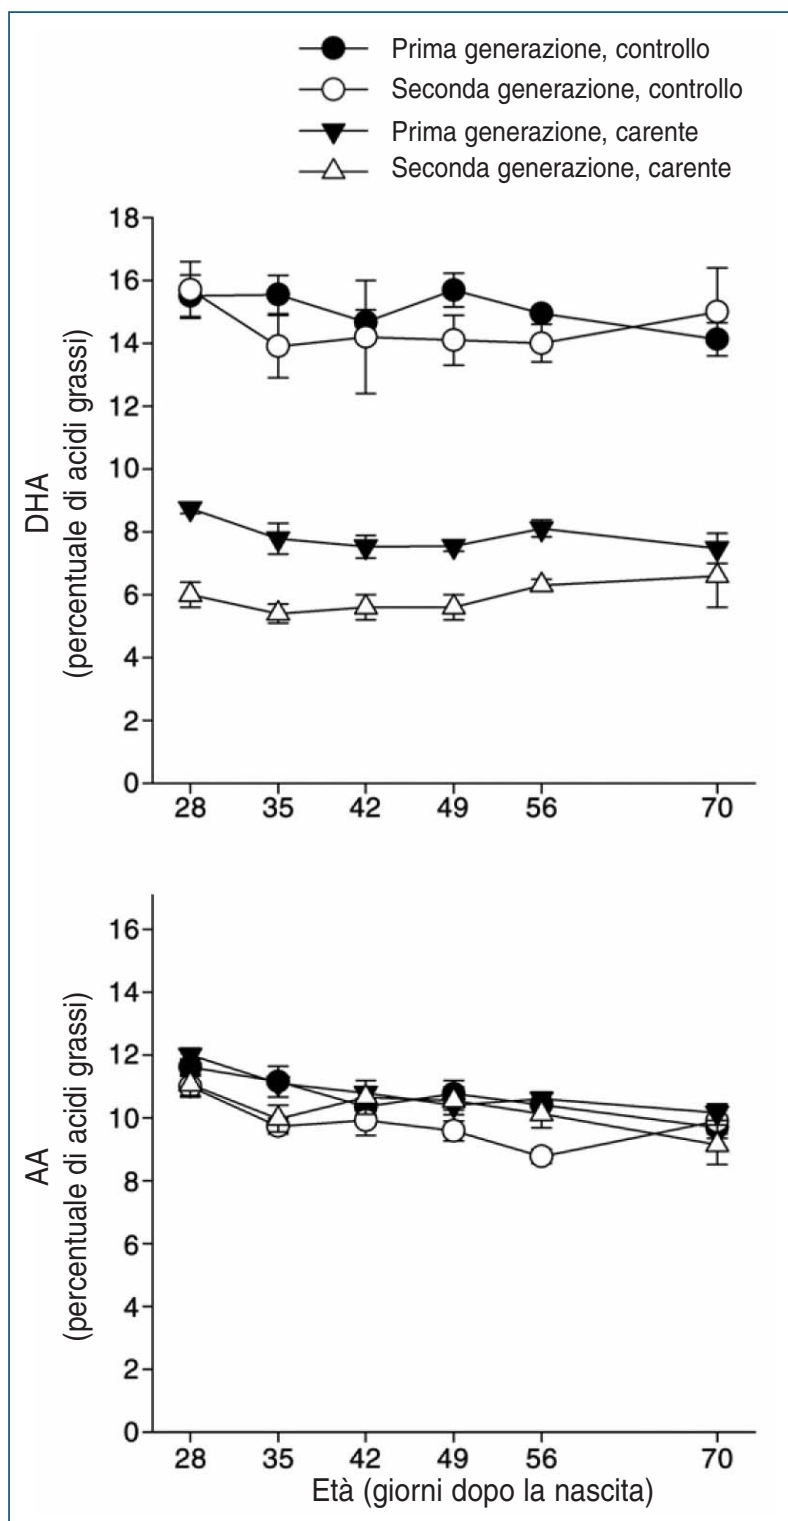 Prima generazione, controllo
Seconda generazione, controllo
Prima generazione, carente
Seconda generazione, carente
DHA
(percentuale di acidi grassi)
18
16
14
12
10
8
6
4
2
0
28 35 42 49 56 70
AA
(percentuale di acidi grassi)
16
14
12
10
8
6
4
2
0
28 35 42 49 56 70
Età (giorni dopo la nascita)